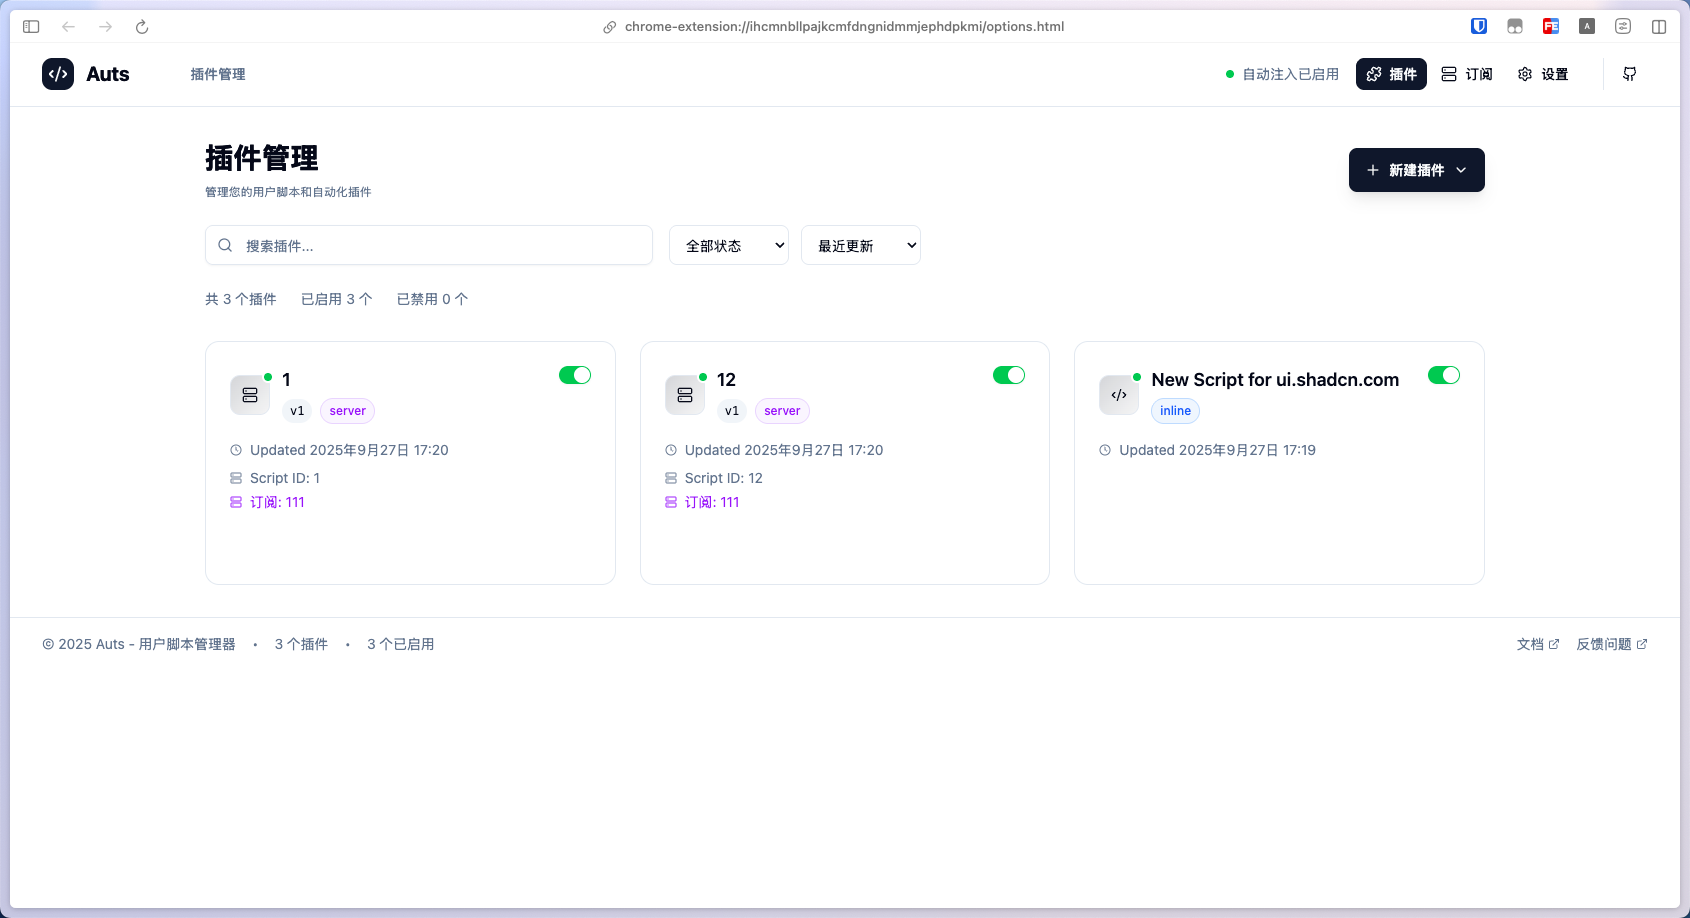 chrome-extension://ihcmnbllpajkcmfdngnidmmjephdpkmi/options.html
FE
A
Auts
插件管理
自动注入已启用
插件
订阅
设置
插件管理
管理您的用户脚本和自动化插件
新建插件
搜索插件...
全部状态
最近更新
共 3 个插件
已启用 3 个
已禁用 0 个
1
v1
server
Updated 2025年9月27日 17:20
Script ID: 1
订阅: 111
12
v1
server
Updated 2025年9月27日 17:20
Script ID: 12
订阅: 111
New Script for ui.shadcn.com
inline
Updated 2025年9月27日 17:19
© 2025 Auts - 用户脚本管理器 • 3 个插件 • 3 个已启用
文档
反馈问题